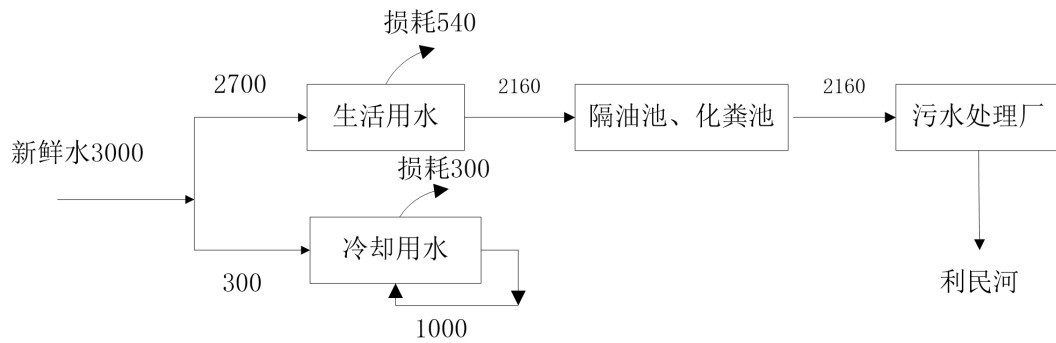 损耗540
2700
生活用水
2160
隔油池、化粪池
2160
污水处理厂
新鲜水3000
损耗300
冷却用水
300
1000
利民河